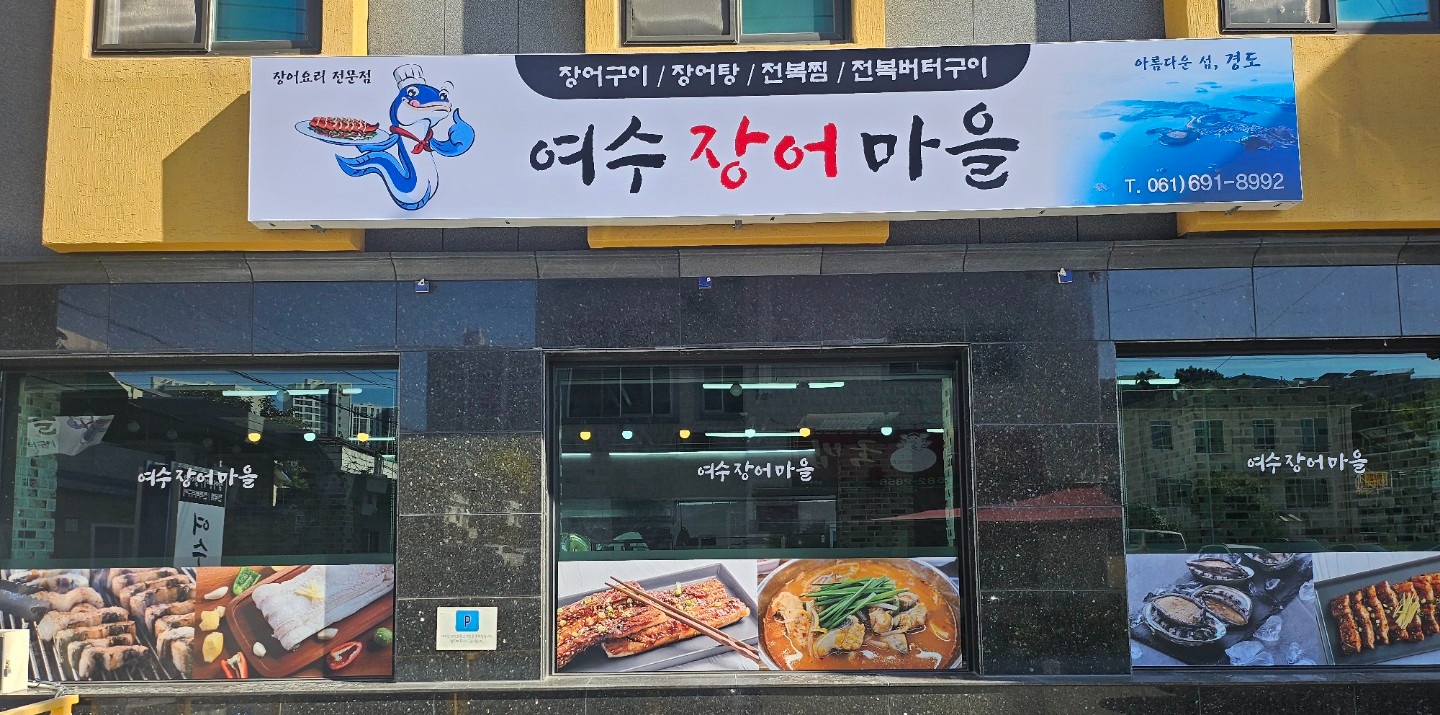 장어요리 전문점
장어구이 / 장어탕 / 전복찜 / 전복버터구이
아름다운 섬, 경도
여수 장어 마을
T. 061) 691-8992
여수 장어 마을
여수 장어 마을
여수 장어 마을
여수
P